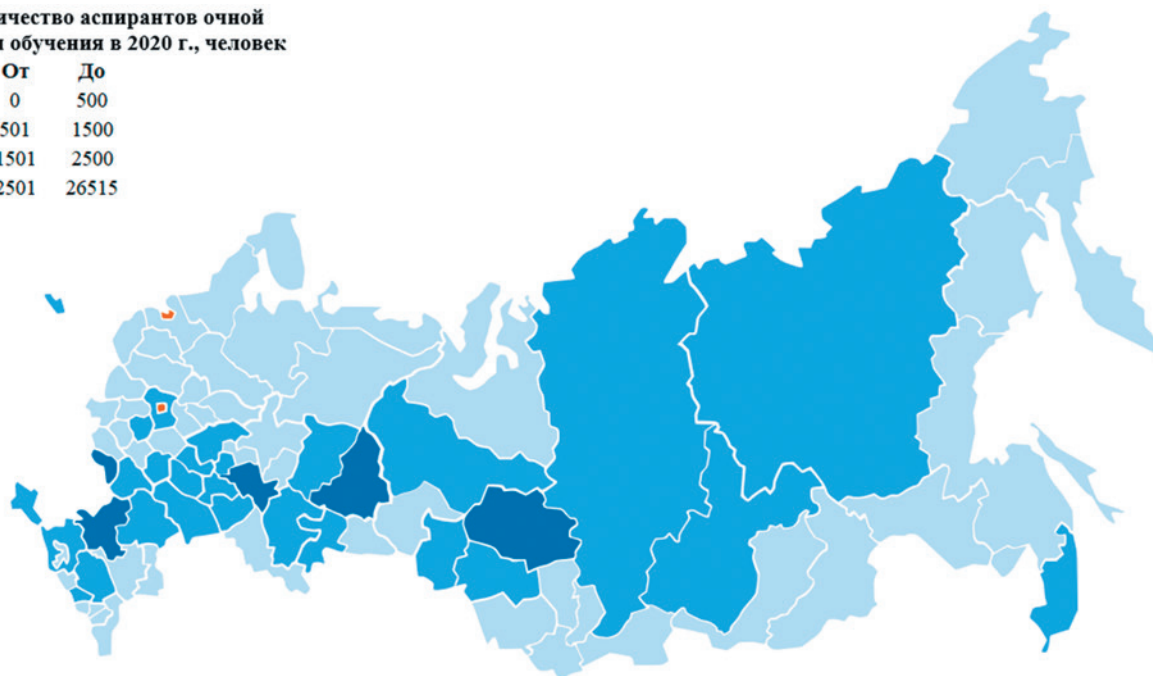 ичество аспирантов очной
обучения в 2020 г., человек
От До
0 500
501 1500
1501 2500
2501 26515